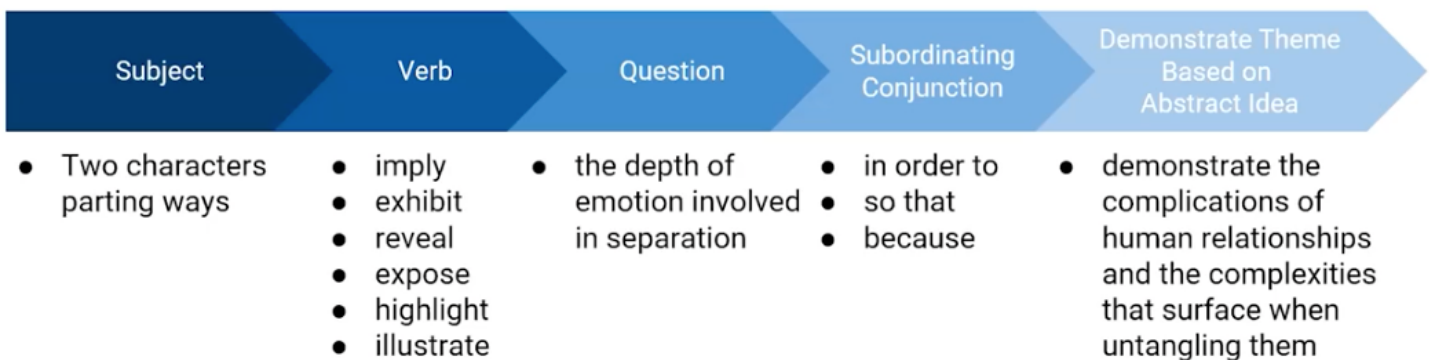 Subject
Verb
Question
Subordinating
Conjunction
Demonstrate Theme
Based on
Abstract Idea
● Two characters
parting ways
● imply
● exhibit
● reveal
● expose
● highlight
● illustrate
● the depth of
emotion involved
in separation
● in order to
● so that
● because
● demonstrate the
complications of
human relationships
and the complexities
that surface when
untangling them